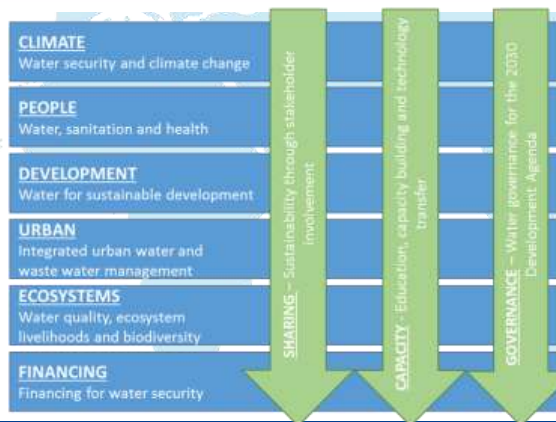 CLIMATE
Water security and climate change
PEOPLE
Water, sanitation and health
DEVELOPMENT
Water for sustainable development
URBAN
Integrated urban water and
waste water management
ECOSYSTEMS
Water quality, ecosystem
livelihoods and biodiversity
FINANCING
Financing for water security
SHARING – Sustainability through stakeholder
involvement
CAPACITY - Education, capacity building and technology
transfer
GOVERNANCE – Water governance for the 2030
Development Agenda